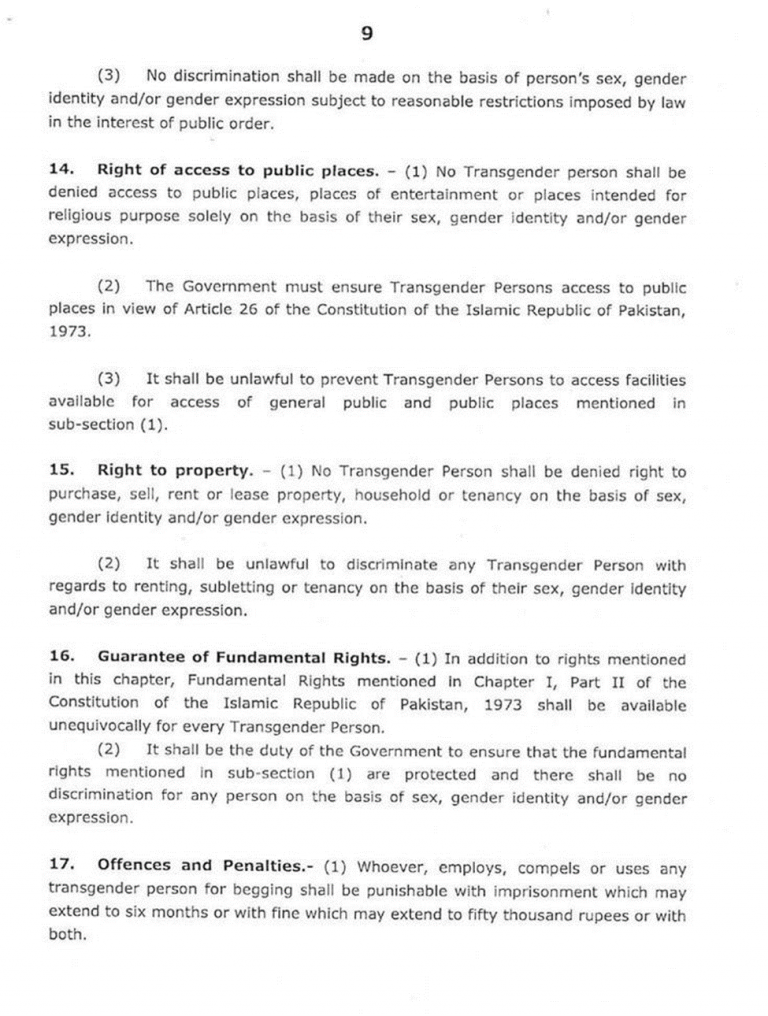 9
(3) No discrimination shall be made on the basis of person's sex, gender
identity and/or gender expression subject to reasonable restrictions imposed by law
in the interest of public order.
14. Right of access to public places. – (1) No Transgender person shall be
denied access to public places, places of entertainment or places intended for
religious purpose solely on the basis of their sex, gender identity and/or gender
expression.
(2) The Government must ensure Transgender Persons access to public
places in view of Article 26 of the Constitution of the Islamic Republic of Pakistan,
1973.
(3) It shall be unlawful to prevent Transgender Persons to access facilities
available for access of general public and public places mentioned in
sub-section (1).
15. Right to property. – (1) No Transgender Person shall be denied right to
purchase, sell, rent or lease property, household or tenancy on the basis of sex,
gender identity and/or gender expression.
(2) It shall be unlawful to discriminate any Transgender Person with
regards to renting, subletting or tenancy on the basis of their sex, gender identity
and/or gender expression.
16. Guarantee of Fundamental Rights. – (1) In addition to rights mentioned
in this chapter, Fundamental Rights mentioned in Chapter I, Part II of the
Constitution of the Islamic Republic of Pakistan, 1973 shall be available
unequivocally for every Transgender Person.
(2) It shall be the duty of the Government to ensure that the fundamental
rights mentioned in sub-section (1) are protected and there shall be no
discrimination for any person on the basis of sex, gender identity and/or gender
expression.
17. Offences and Penalties.- (1) Whoever, employs, compels or uses any
transgender person for begging shall be punishable with imprisonment which may
extend to six months or with fine which may extend to fifty thousand rupees or with
both.